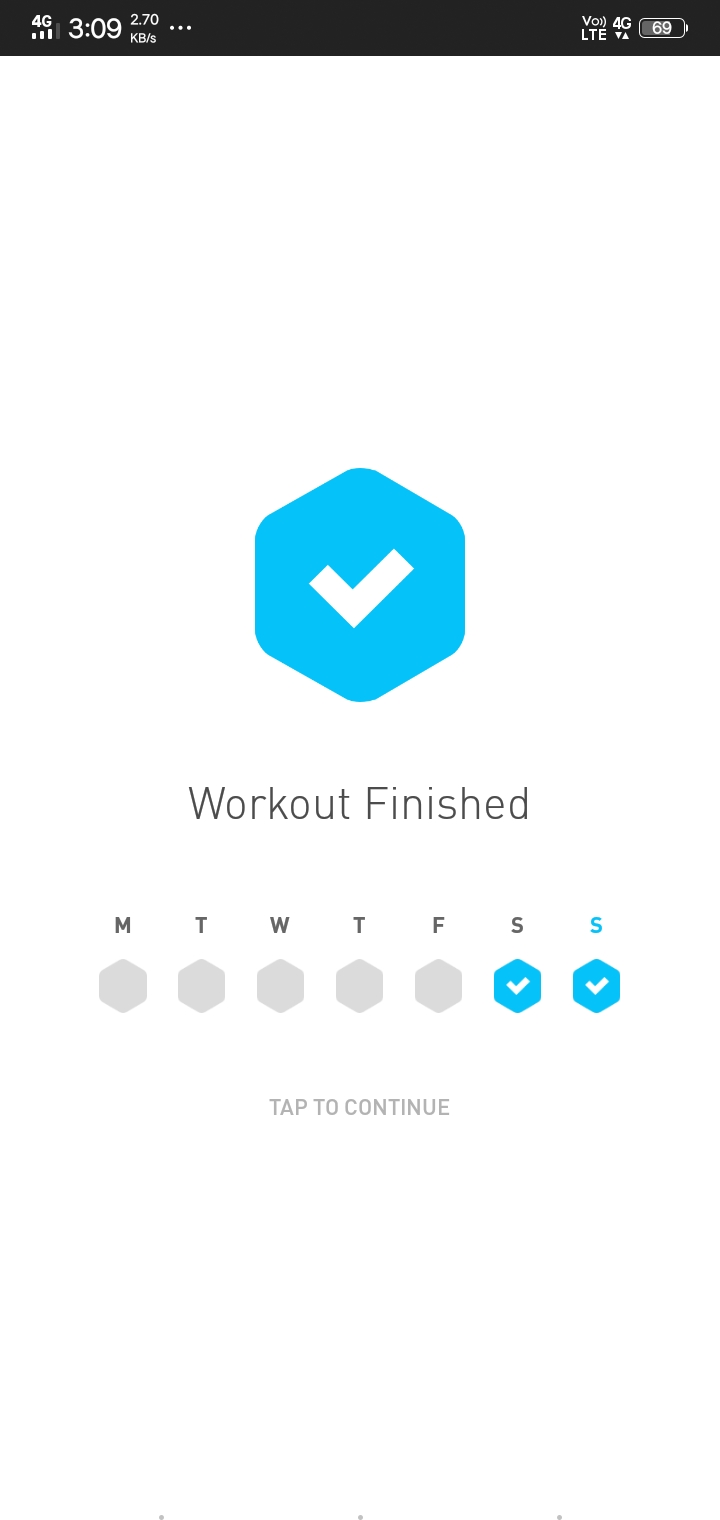 4G 3:09 2.70 KB/s ... Vo)) LTE 4G 69
Workout Finished
M T W T F S S
TAP TO CONTINUE